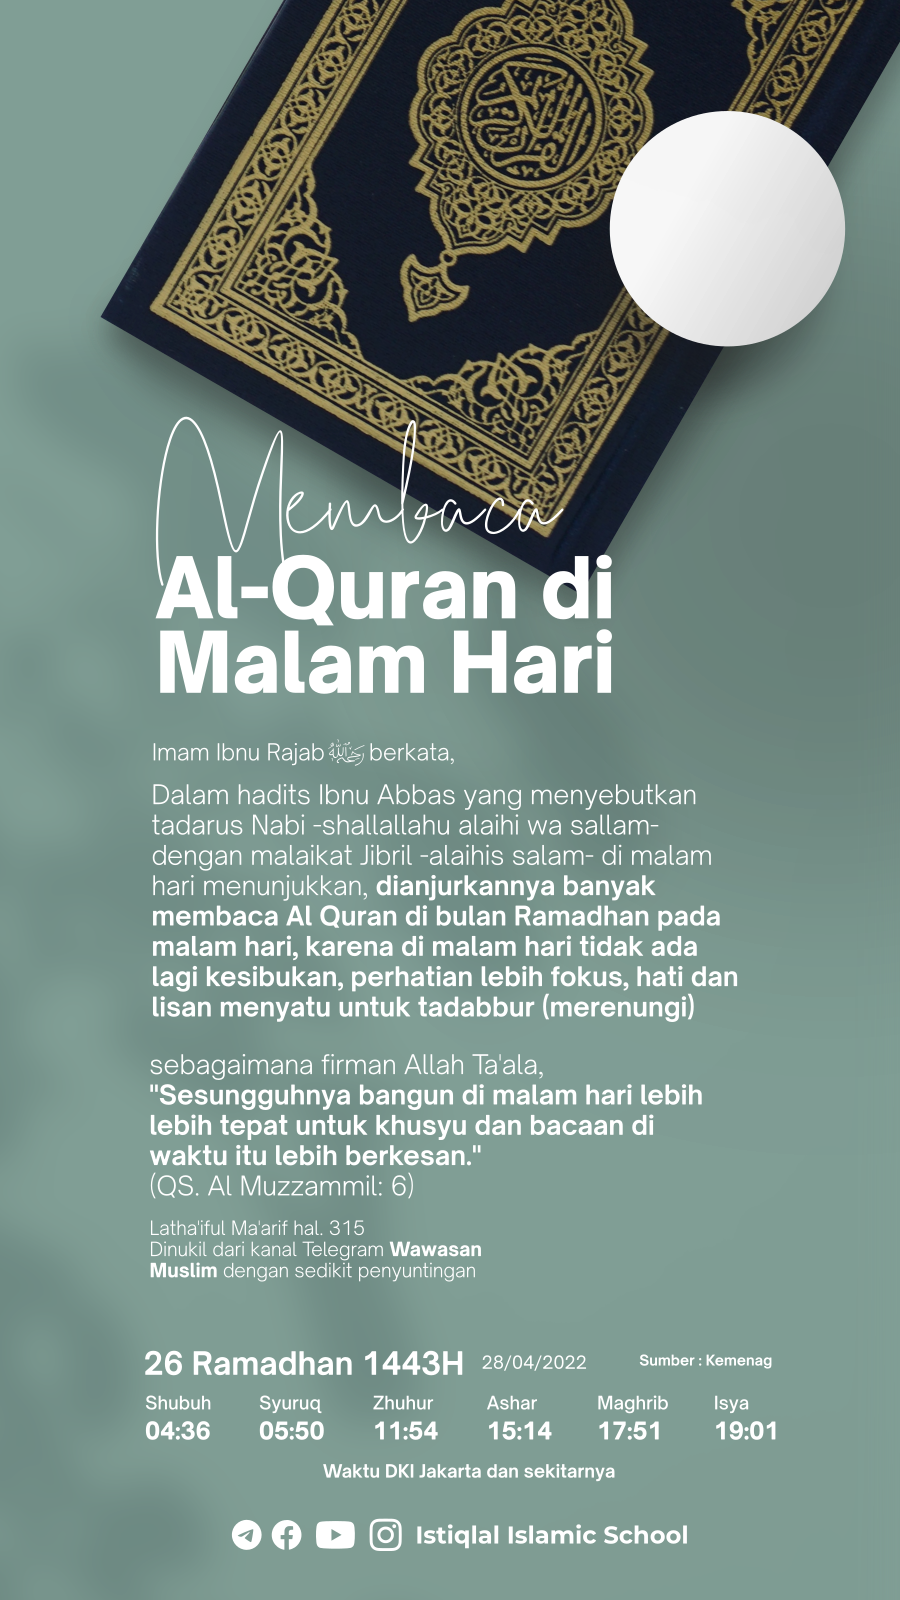 Membaca
Al-Quran di
Malam Hari
Imam Ibnu Rajab رحمه الله berkata,
Dalam hadits Ibnu Abbas yang menyebutkan
tadarus Nabi -shallallahu alaihi wa sallam-
dengan malaikat Jibril -alaihis salam- di malam
hari menunjukkan, dianjurkannya banyak
membaca Al Quran di bulan Ramadhan pada
malam hari, karena di malam hari tidak ada
lagi kesibukan, perhatian lebih fokus, hati dan
lisan menyatu untuk tadabbur (merenungi)
sebagaimana firman Allah Ta'ala,
"Sesungguhnya bangun di malam hari lebih
lebih tepat untuk khusyu dan bacaan di
waktu itu lebih berkesan."
(QS. Al Muzzammil: 6)
Latha'iful Ma'arif hal. 315
Dinukil dari kanal Telegram Wawasan
Muslim dengan sedikit penyuntingan
26 Ramadhan 1443H 28/04/2022 Sumber : Kemenag
Shubuh Syuruq Zhuhur Ashar Maghrib Isya
04:36 05:50 11:54 15:14 17:51 19:01
Waktu DKI Jakarta dan sekitarnya
Istiqlal Islamic School